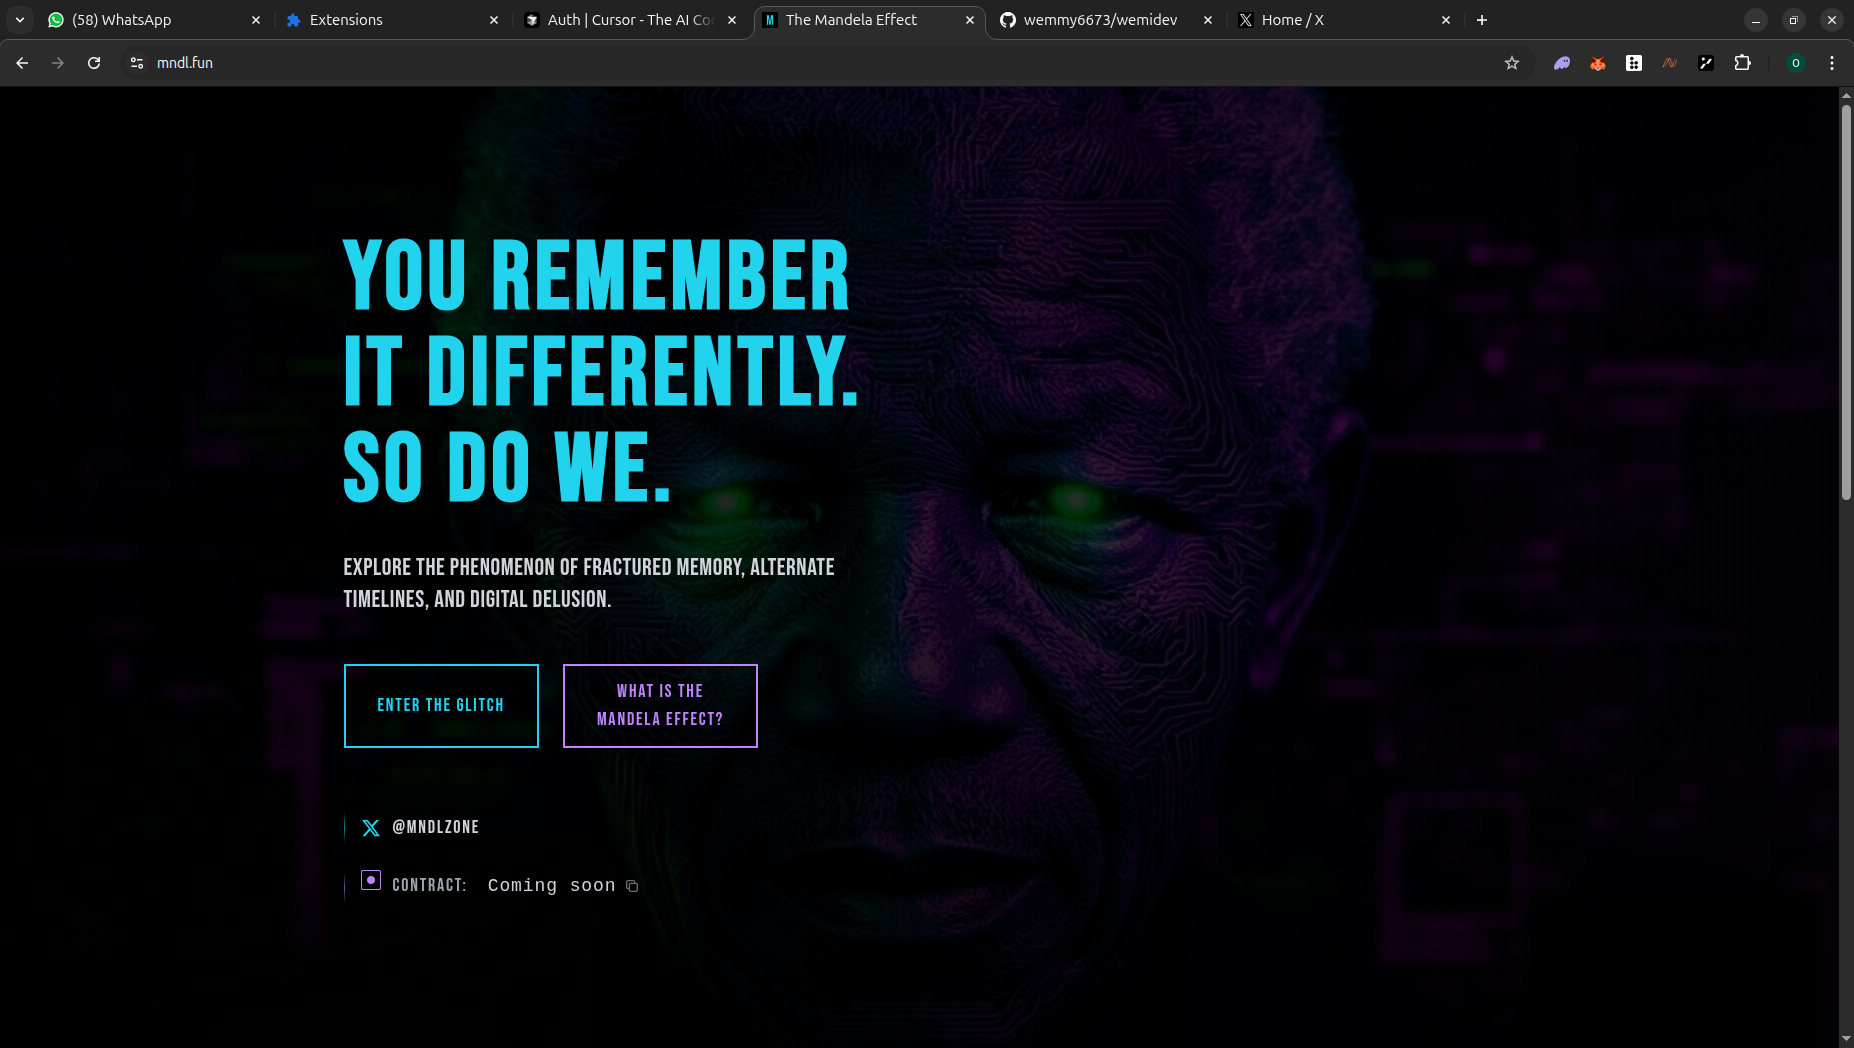 (58) WhatsApp
Extensions
Auth | Cursor - The AI Co
The Mandela Effect
wemmy6673/wemidev
Home / X
mndl.fun
O
YOU REMEMBER
IT DIFFERENTLY.
SO DO WE.
EXPLORE THE PHENOMENON OF FRACTURED MEMORY, ALTERNATE
TIMELINES, AND DIGITAL DELUSION.
ENTER THE GLITCH
WHAT IS THE
MANDELA EFFECT?
@MNDLZONE
CONTRACT: Coming soon